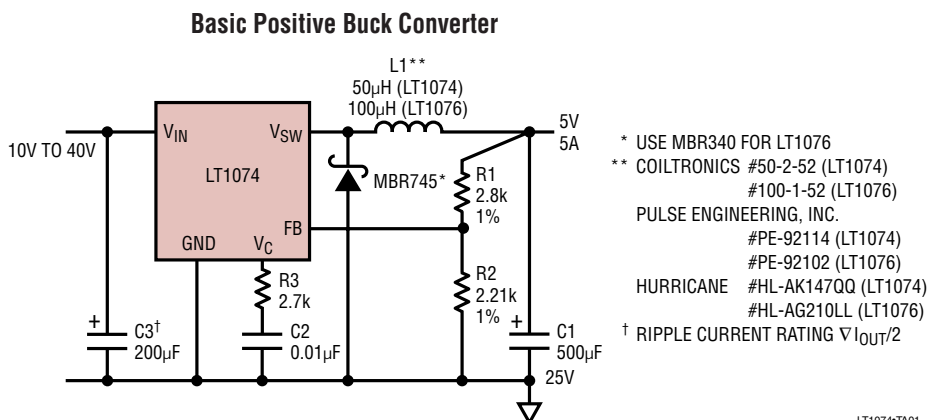 Basic Positive Buck Converter
L1**
50µH (LT1074)
100µH (LT1076)
10V TO 40V
VIN
VSW
LT1074
GND
VC
FB
MBR745*
5V
5A
R1
2.8k
1%
R2
2.21k
1%
R3
2.7k
+
C3†
200µF
C2
0.01µF
+
C1
500µF
25V
* USE MBR340 FOR LT1076
** COILTRONICS #50-2-52 (LT1074)
#100-1-52 (LT1076)
PULSE ENGINEERING, INC.
#PE-92114 (LT1074)
#PE-92102 (LT1076)
HURRICANE #HL-AK147QQ (LT1074)
#HL-AG210LL (LT1076)
† RIPPLE CURRENT RATING ∇IOUT/2
LT1074•TA01